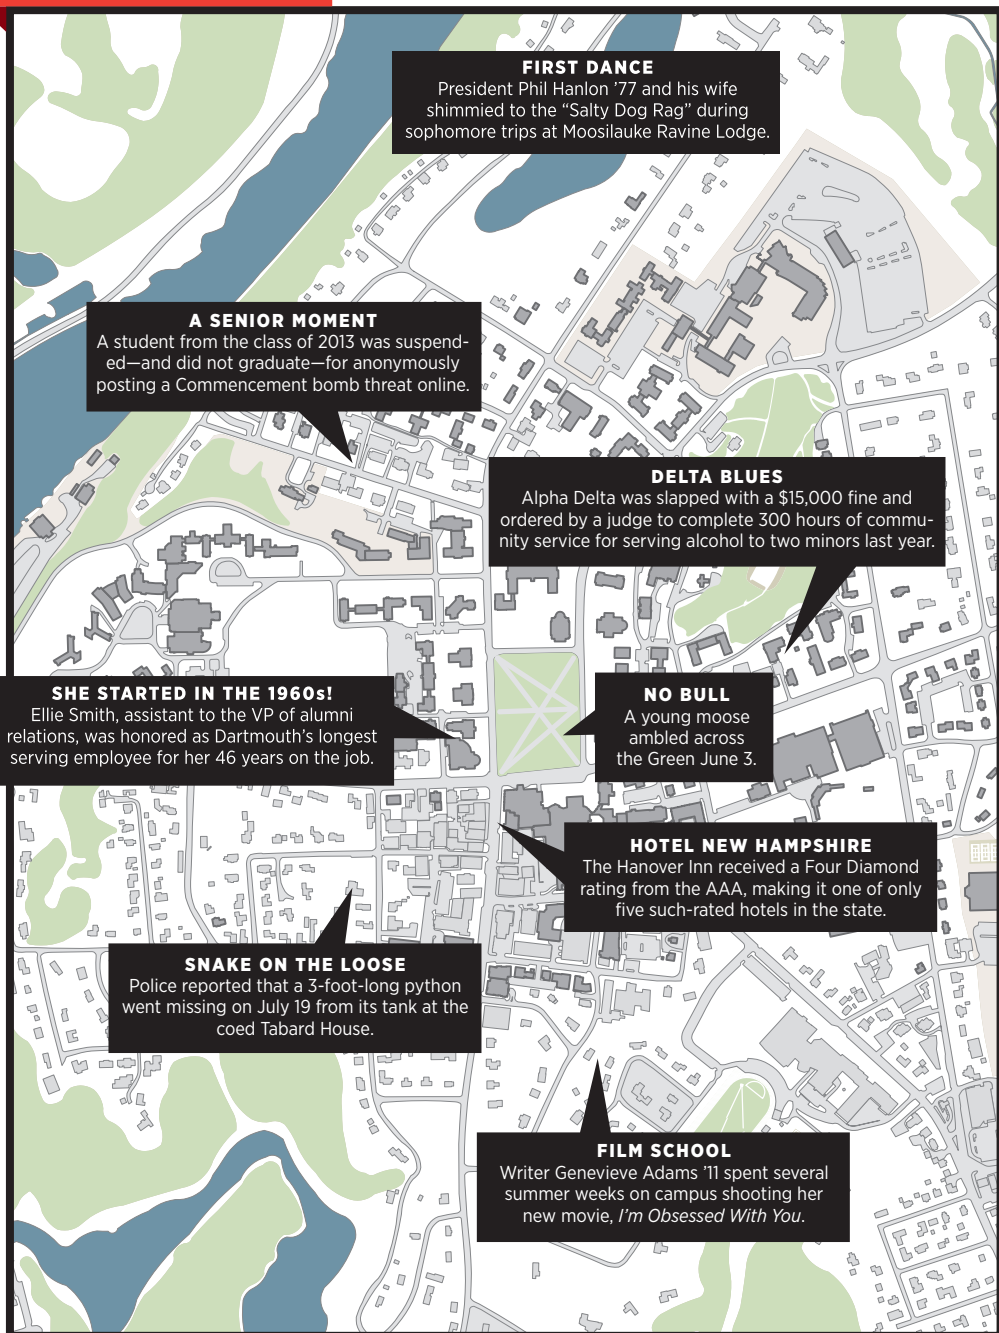 FIRST DANCE
President Phil Hanlon ’77 and his wife
shimmied to the “Salty Dog Rag” during
sophomore trips at Moosilauke Ravine Lodge.
A SENIOR MOMENT
A student from the class of 2013 was suspend-
ed—and did not graduate—for anonymously
posting a Commencement bomb threat online.
DELTA BLUES
Alpha Delta was slapped with a $15,000 fine and
ordered by a judge to complete 300 hours of commu-
nity service for serving alcohol to two minors last year.
SHE STARTED IN THE 1960s!
Ellie Smith, assistant to the VP of alumni
relations, was honored as Dartmouth’s longest
serving employee for her 46 years on the job.
NO BULL
A young moose
ambled across
the Green June 3.
HOTEL NEW HAMPSHIRE
The Hanover Inn received a Four Diamond
rating from the AAA, making it one of only
five such-rated hotels in the state.
SNAKE ON THE LOOSE
Police reported that a 3-foot-long python
went missing on July 19 from its tank at the
coed Tabard House.
FILM SCHOOL
Writer Genevieve Adams ’11 spent several
summer weeks on campus shooting her
new movie, I’m Obsessed With You.